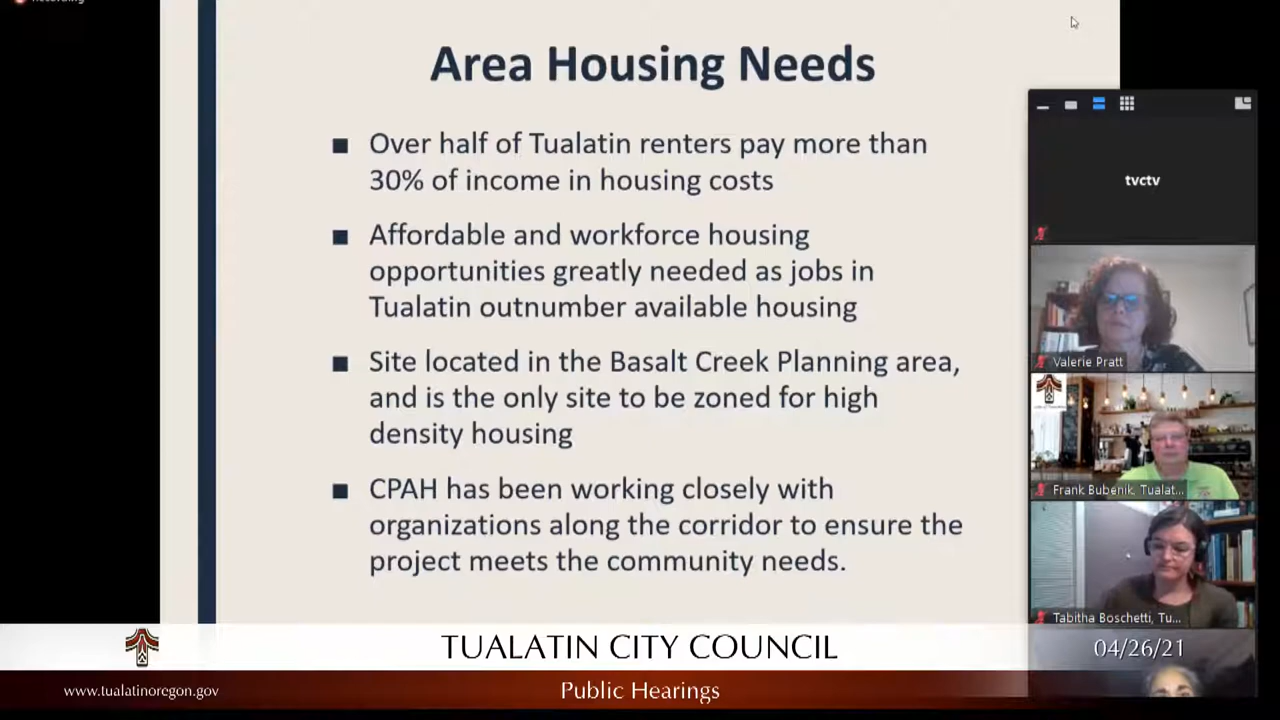 Area Housing Needs
■ Over half of Tualatin renters pay more than
30% of income in housing costs
■ Affordable and workforce housing
opportunities greatly needed as jobs in
Tualatin outnumber available housing
■ Site located in the Basalt Creek Planning area,
and is the only site to be zoned for high
density housing
■ CPAH has been working closely with
organizations along the corridor to ensure the
project meets the community needs.
tvctv
Valerie Pratt
Frank Bubenik, Tualat...
Tabitha Boschetti, Tu...
TUALATIN CITY COUNCIL
04/26/21
www.tualatinoregon.gov
Public Hearings